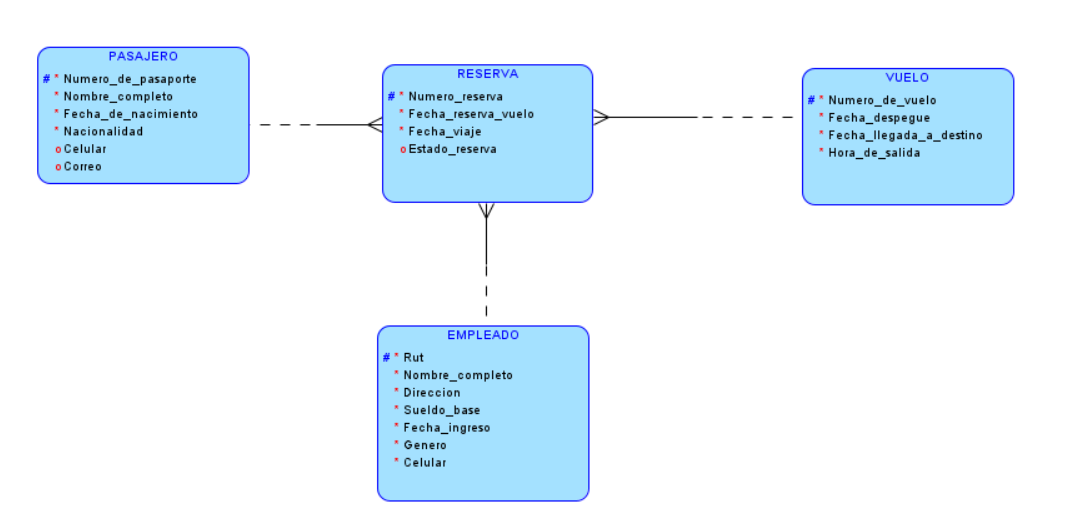 PASAJERO
# * Numero_de_pasaporte
* Nombre_completo
* Fecha_de_nacimiento
* Nacionalidad
o Celular
o Correo
RESERVA
# * Numero_reserva
* Fecha_reserva_vuelo
* Fecha_viaje
o Estado_reserva
VUELO
# * Numero_de_vuelo
* Fecha_despegue
* Fecha_llegada_a_destino
* Hora_de_salida
EMPLEADO
# * Rut
* Nombre_completo
* Direccion
* Sueldo_base
* Fecha_ingreso
* Genero
* Celular